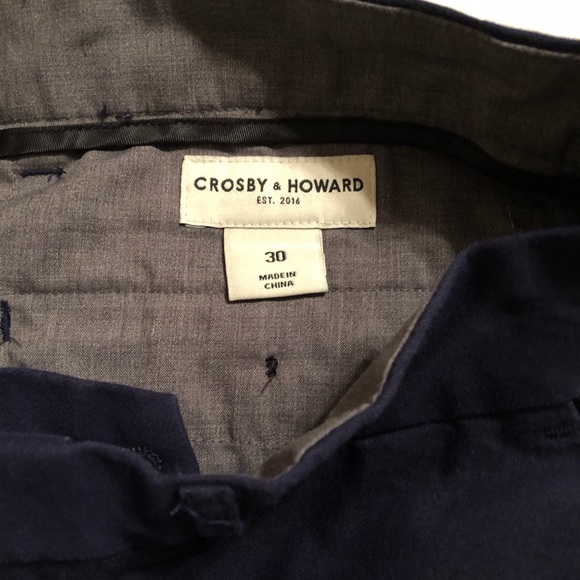 CROSBY & HOWARD
EST. 2016
30
MADE IN
CHINA